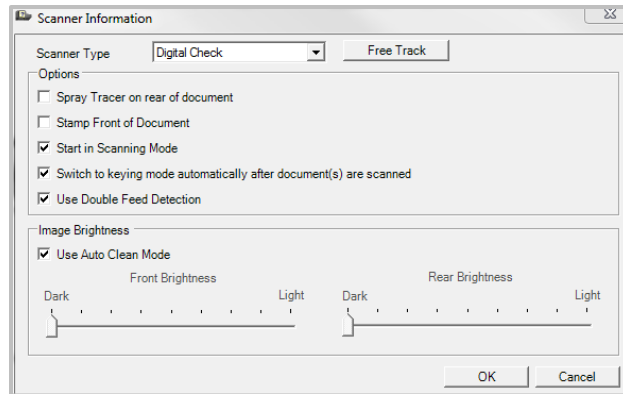 Scanner Information
Scanner Type Digital Check Free Track
Options
Spray Tracer on rear of document
Stamp Front of Document
Start in Scanning Mode
Switch to keying mode automatically after document(s) are scanned
Use Double Feed Detection
Image Brightness
Use Auto Clean Mode
Front Brightness Rear Brightness
Dark Light Dark Light
OK Cancel